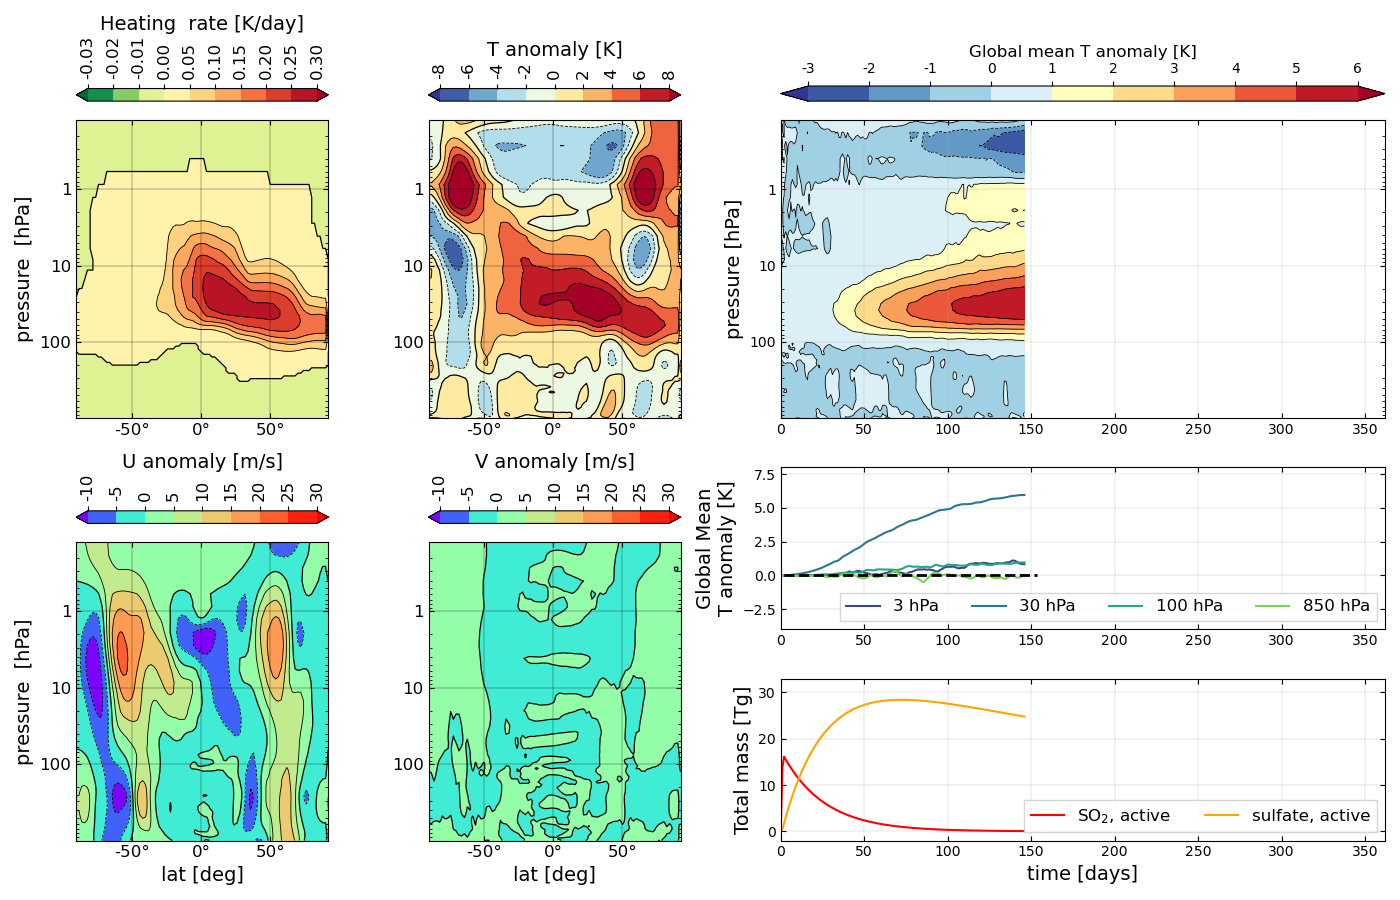 Heating  rate [K/day]
-0.03 -0.02 -0.01 0.00 0.05 0.10 0.15 0.20 0.25 0.30
pressure  [hPa]
1
10
100
-50° 0° 50°
T anomaly [K]
-8 -6 -4 -2 0 2 4 6 8
1
10
100
-50° 0° 50°
Global mean T anomaly [K]
-3 -2 -1 0 1 2 3 4 5 6
pressure [hPa]
1
10
100
0 50 100 150 200 250 300 350
U anomaly [m/s]
-10 -5 0 5 10 15 20 25 30
pressure  [hPa]
1
10
100
-50° 0° 50°
lat [deg]
V anomaly [m/s]
-10 -5 0 5 10 15 20 25 30
1
10
100
-50° 0° 50°
lat [deg]
Global Mean
T anomaly [K]
7.5
5.0
2.5
0.0
−2.5
3 hPa 30 hPa 100 hPa 850 hPa
0 50 100 150 200 250 300 350
Total mass [Tg]
30
20
10
0
SO₂, active sulfate, active
0 50 100 150 200 250 300 350
time [days]